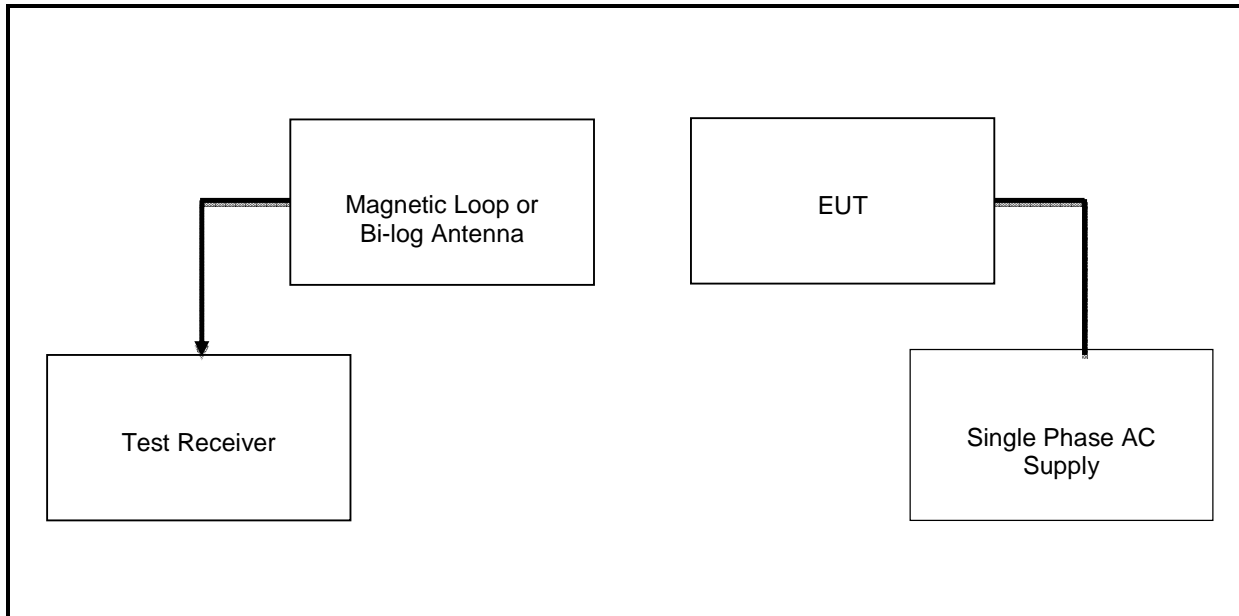 Magnetic Loop or
Bi-log Antenna
EUT
Test Receiver
Single Phase AC
Supply